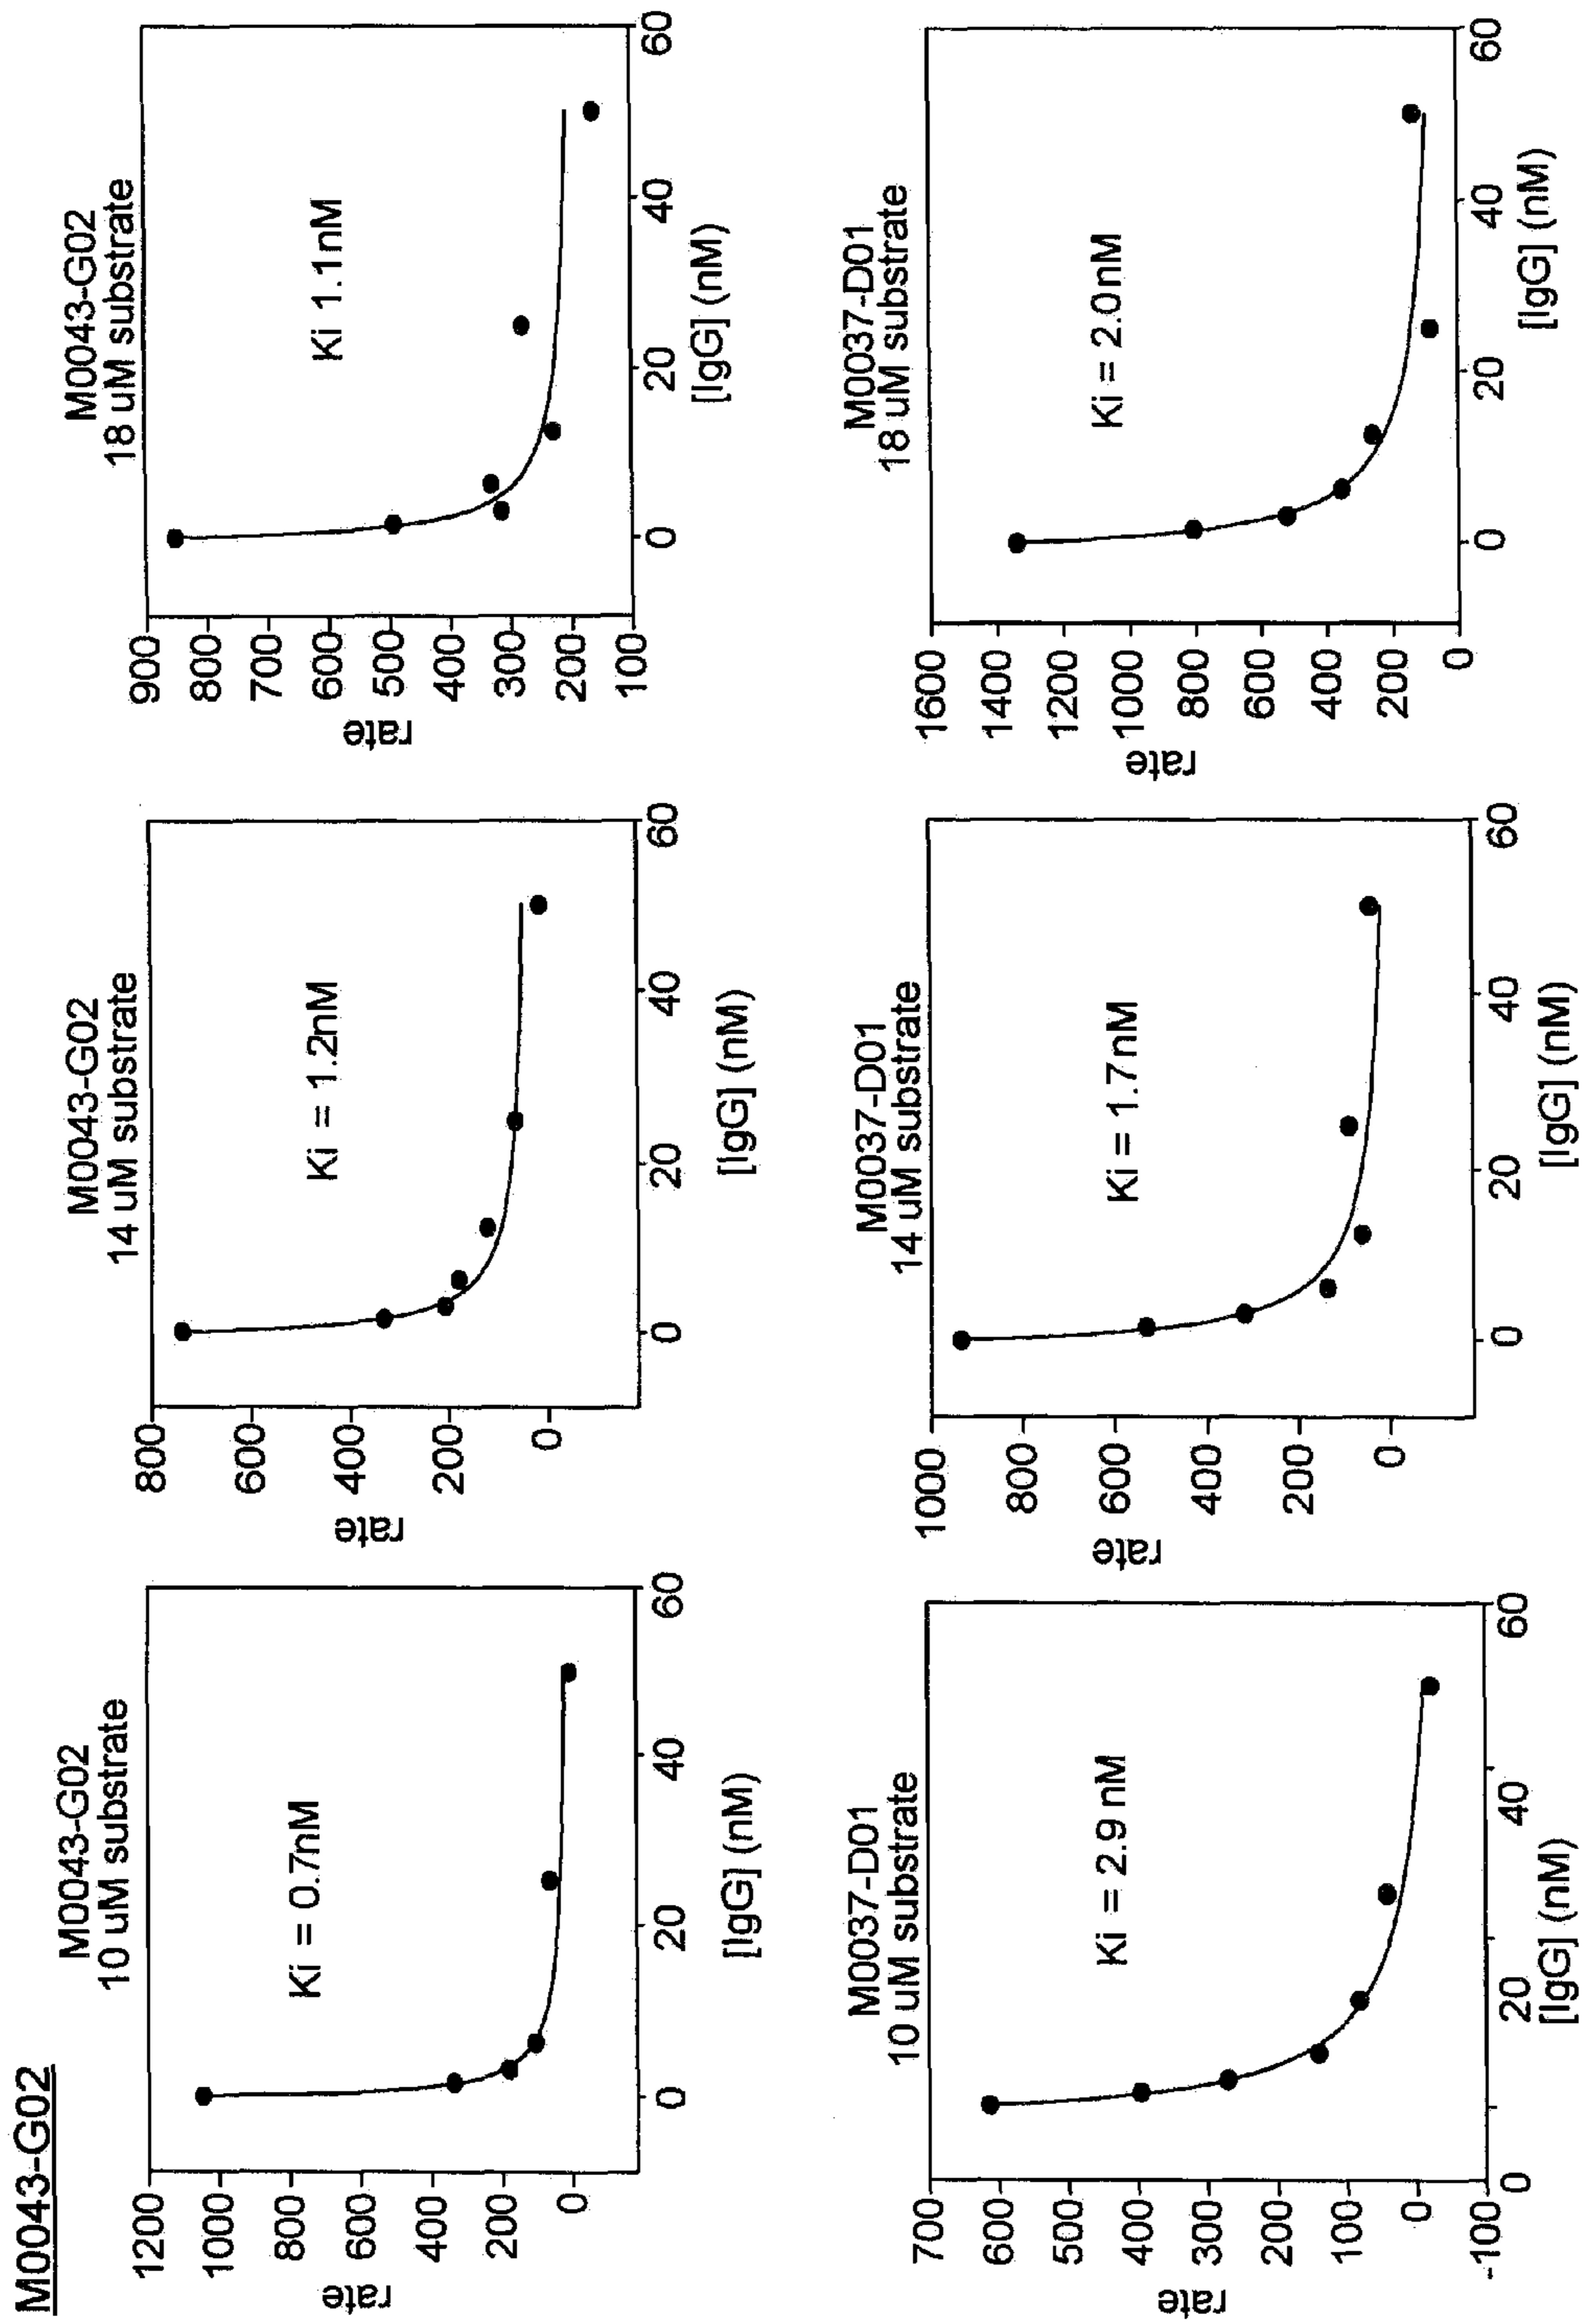 M0043-G02
M0043-G02
10 uM substrate
1200
1000
800
600
400
200
0
rate
Ki = 0.7nM
0
20
40
60
[IgG] (nM)
M0043-G02
14 uM substrate
800
600
400
200
0
rate
Ki = 1.2nM
0
20
40
60
[IgG] (nM)
M0043-G02
18 uM substrate
900
800
700
600
500
400
300
200
100
rate
Ki 1.1nM
0
20
40
60
[IgG] (nM)
M0037-D01
10 uM substrate
700
600
500
400
300
200
100
0
-100
rate
Ki = 2.9 nM
0
20
40
60
[IgG] (nM)
M0037-D01
14 uM substrate
1000
800
600
400
200
0
rate
Ki = 1.7nM
0
20
40
60
[IgG] (nM)
M0037-D01
18 uM substrate
1600
1400
1200
1000
800
600
400
200
0
rate
Ki = 2.0nM
0
20
40
60
[IgG] (nM)